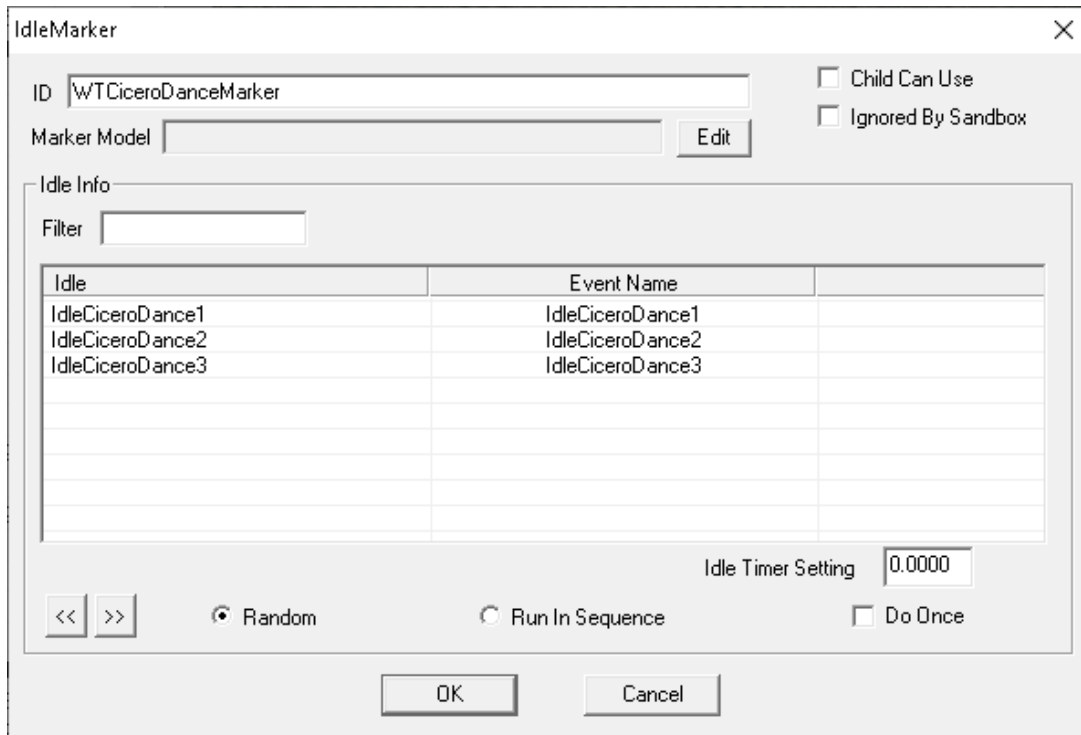 IdleMarker
ID WTCiceroDanceMarker
Child Can Use
Ignored By Sandbox
Marker Model Edit
Idle Info
Filter
Idle Event Name
IdleCiceroDance1 IdleCiceroDance1
IdleCiceroDance2 IdleCiceroDance2
IdleCiceroDance3 IdleCiceroDance3
Idle Timer Setting 0.0000
<< >> Random Run In Sequence Do Once
OK Cancel